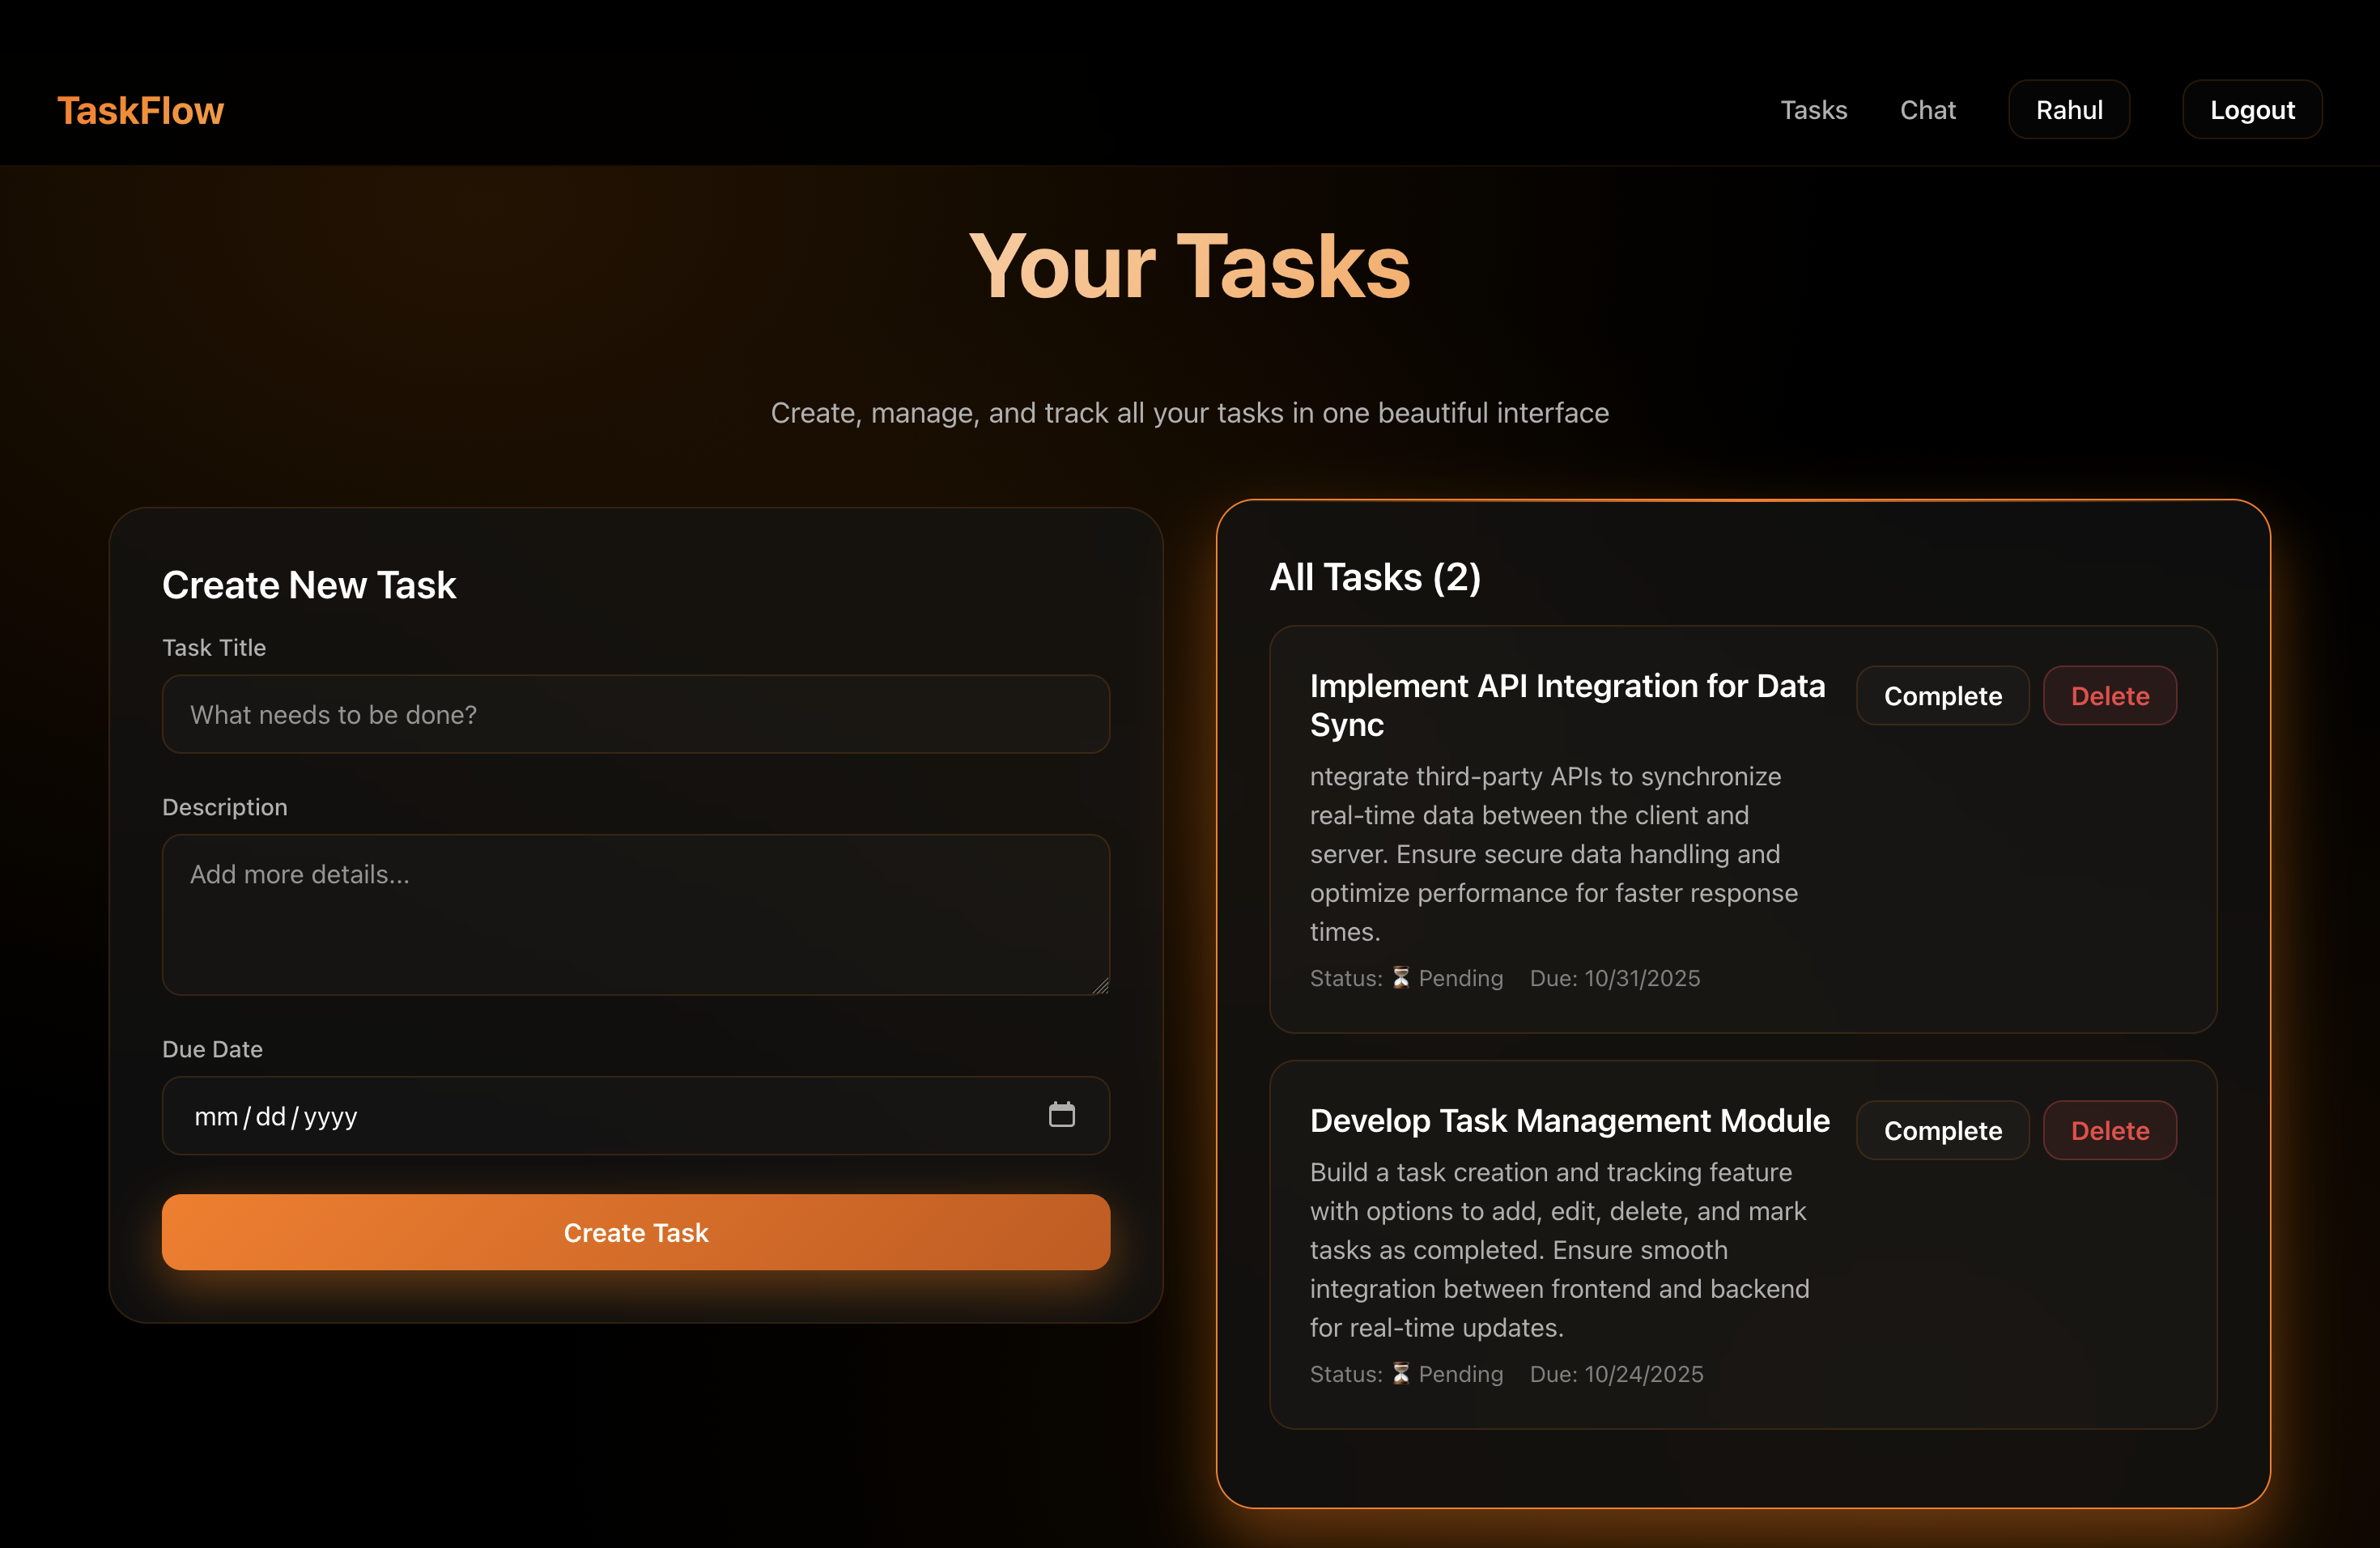 TaskFlow
Tasks
Chat
Rahul
Logout
Your Tasks
Create, manage, and track all your tasks in one beautiful interface
Create New Task
Task Title
What needs to be done?
Description
Add more details...
Due Date
mm/dd/yyyy
Create Task
All Tasks (2)
Implement API Integration for Data
Sync
Complete
Delete
ntegrate third-party APIs to synchronize
real-time data between the client and
server. Ensure secure data handling and
optimize performance for faster response
times.
Status: ⏳ Pending Due: 10/31/2025
Develop Task Management Module
Complete
Delete
Build a task creation and tracking feature
with options to add, edit, delete, and mark
tasks as completed. Ensure smooth
integration between frontend and backend
for real-time updates.
Status: ⏳ Pending Due: 10/24/2025